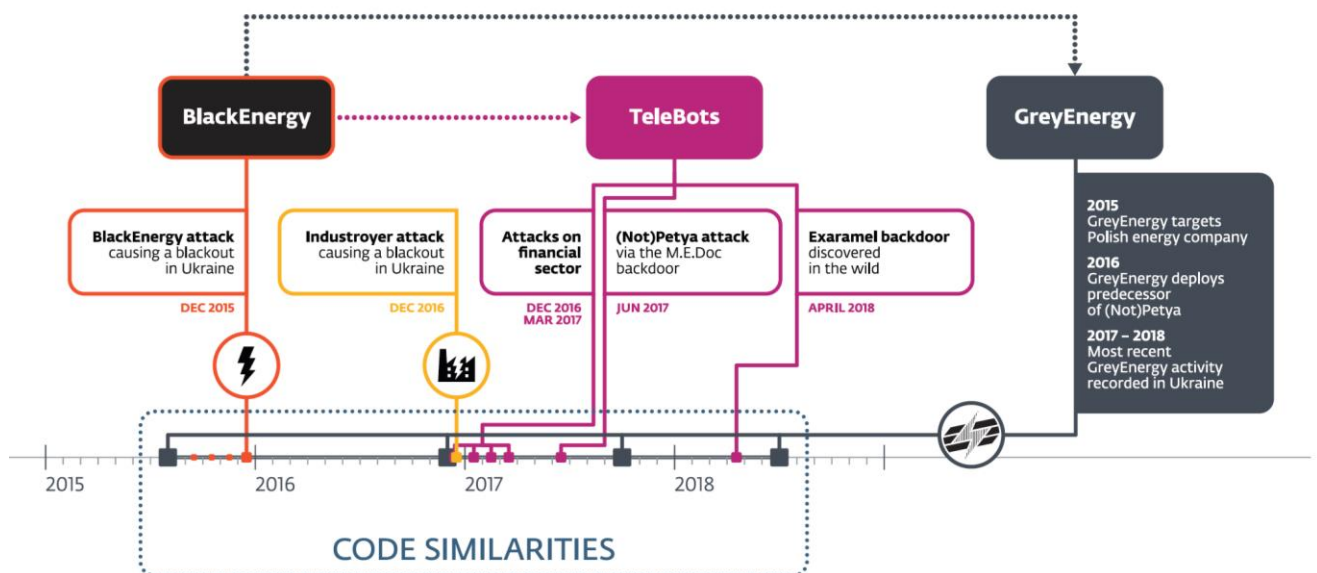 BlackEnergy
TeleBots
GreyEnergy
BlackEnergy attack
causing a blackout
in Ukraine
DEC 2015
Industroyer attack
causing a blackout
in Ukraine
DEC 2016
Attacks on
financial
sector
DEC 2016
MAR 2017
(Not)Petya attack
via the M.E.Doc
backdoor
JUN 2017
Exaramel backdoor
discovered
in the wild
APRIL 2018
2015
GreyEnergy targets
Polish energy company
2016
GreyEnergy deploys
predecessor
of (Not)Petya
2017 – 2018
Most recent
GreyEnergy activity
recorded in Ukraine
2015
2016
2017
2018
CODE SIMILARITIES